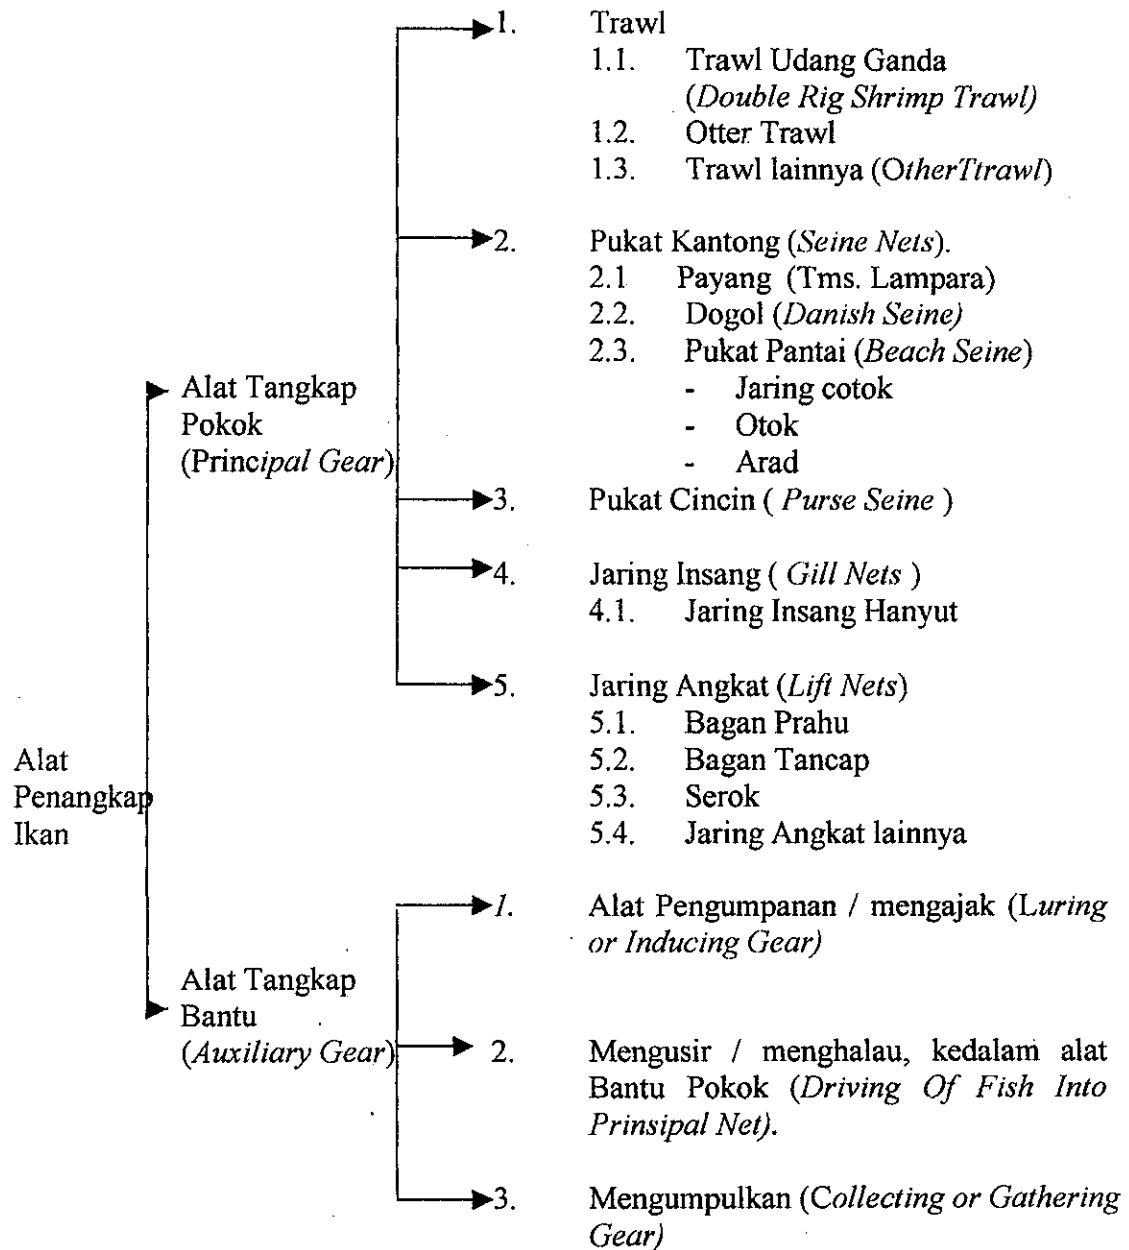 1. Trawl
1.1. Trawl Udang Ganda
(Double Rig Shrimp Trawl)
1.2. Otter Trawl
1.3. Trawl lainnya (OtherTtrawl)
2. Pukat Kantong (Seine Nets).
2.1 Payang (Tms. Lampara)
2.2. Dogol (Danish Seine)
2.3. Pukat Pantai (Beach Seine)
- Jaring cotok
- Otok
- Arad
Alat Tangkap
Pokok
(Principal Gear)
3. Pukat Cincin ( Purse Seine )
4. Jaring Insang ( Gill Nets )
4.1. Jaring Insang Hanyut
5. Jaring Angkat (Lift Nets)
5.1. Bagan Prahu
5.2. Bagan Tancap
5.3. Serok
5.4. Jaring Angkat lainnya
Alat
Penangkap
Ikan
1. Alat Pengumpanan / mengajak (Luring
or Inducing Gear)
Alat Tangkap
Bantu
(Auxiliary Gear)
2. Mengusir / menghalau, kedalam alat
Bantu Pokok (Driving Of Fish Into
Prinsipal Net).
3. Mengumpulkan (Collecting or Gathering
Gear)